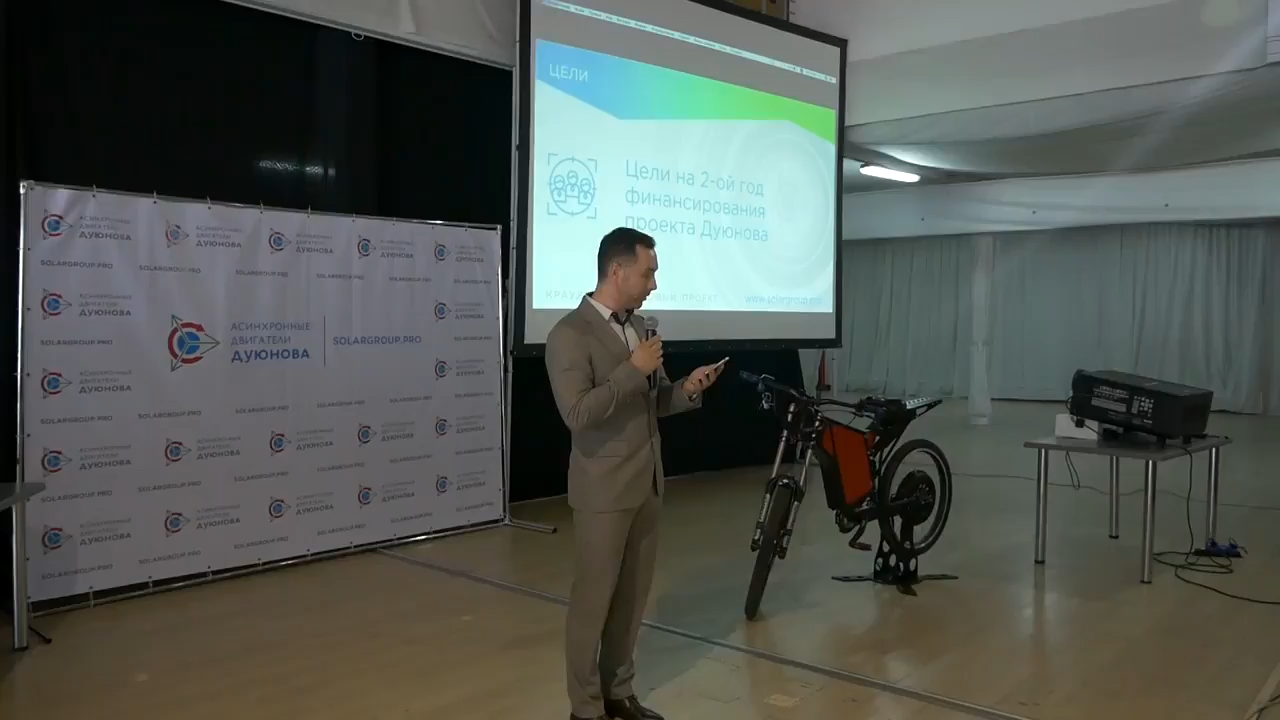 ЦЕЛИ
Цели на 2-ой год
финансирования
проекта Дуюнова
www.solargroup.pro
АСИНХРОННЫЕ
ДВИГАТЕЛИ
ДУЮНОВА
SOLARGROUP.PRO